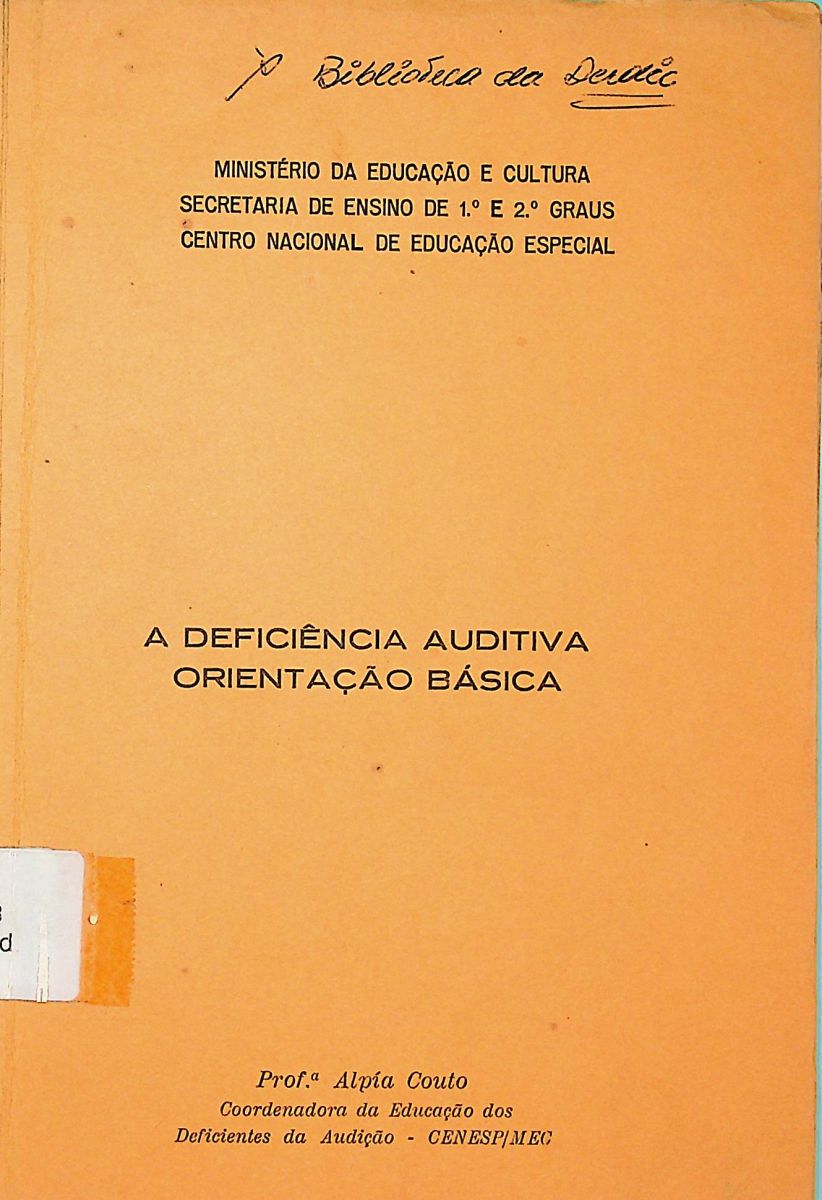 p/ Biblioteca da Derdic
MINISTÉRIO DA EDUCAÇÃO E CULTURA
SECRETARIA DE ENSINO DE 1.º E 2.º GRAUS
CENTRO NACIONAL DE EDUCAÇÃO ESPECIAL
A DEFICIÊNCIA AUDITIVA
ORIENTAÇÃO BÁSICA
d
Prof.ª Alpía Couto
Coordenadora da Educação dos
Deficientes da Audição - CENESP/MEC